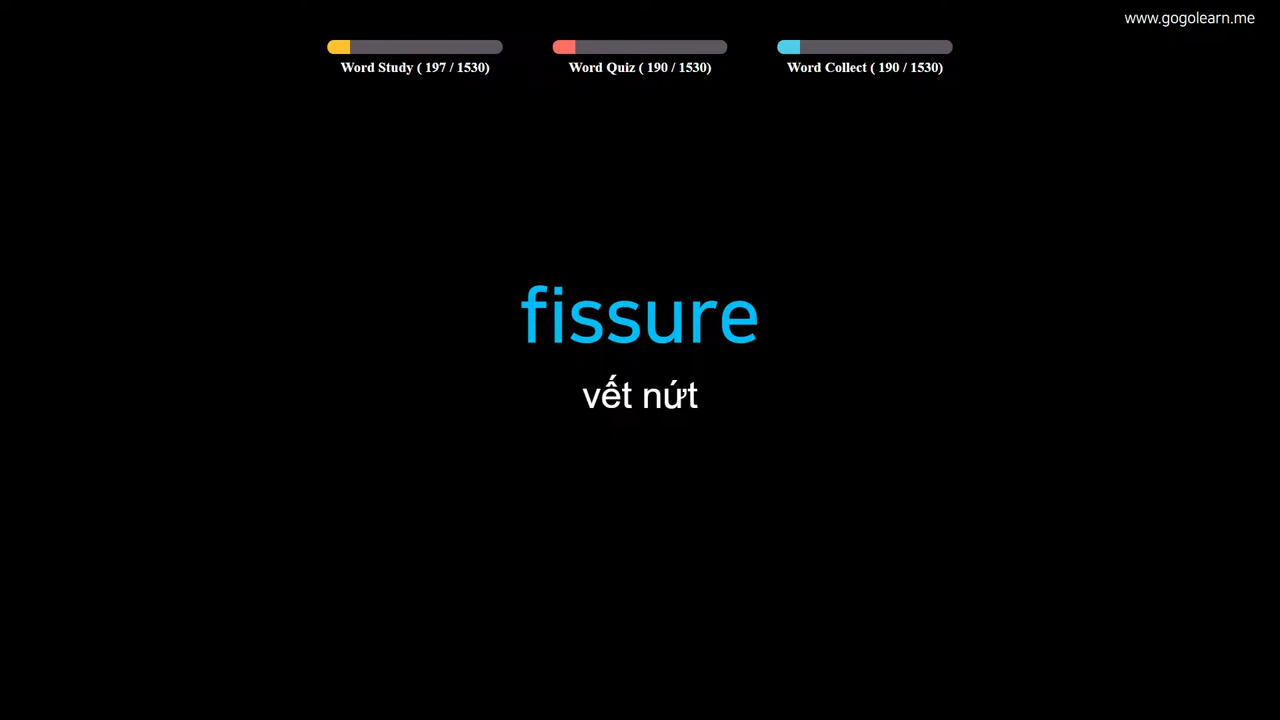 www.gogolearn.me
Word Study ( 197 / 1530)
Word Quiz ( 190 / 1530)
Word Collect ( 190 / 1530)
fissure
vết nứt